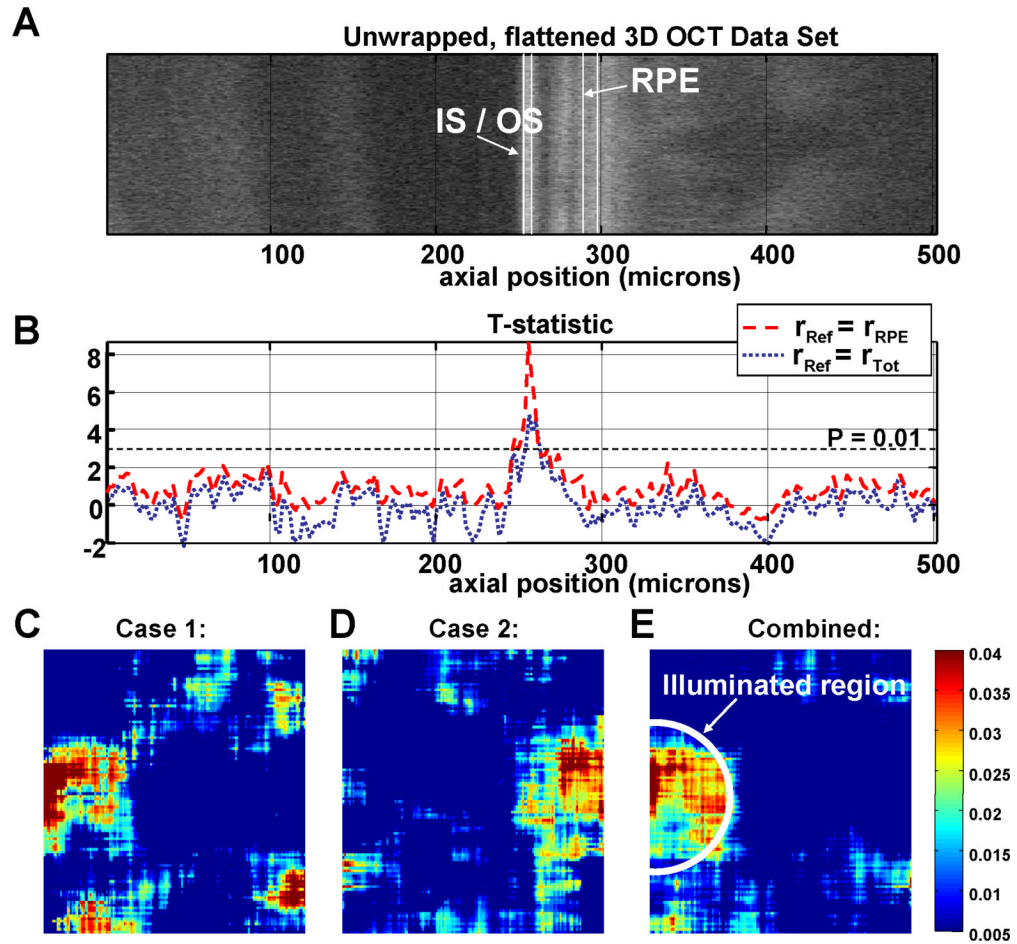 A
Unwrapped, flattened 3D OCT Data Set
RPE
IS / OS
100 200 300 400 500
axial position (microns)
B
T-statistic
r_Ref = r_RPE
r_Ref = r_Tot
8
6
4
P = 0.01
2
0
-2
100 200 300 400 500
axial position (microns)
C Case 1:
D Case 2:
E Combined:
Illuminated region
0.04
0.035
0.03
0.025
0.02
0.015
0.01
0.005